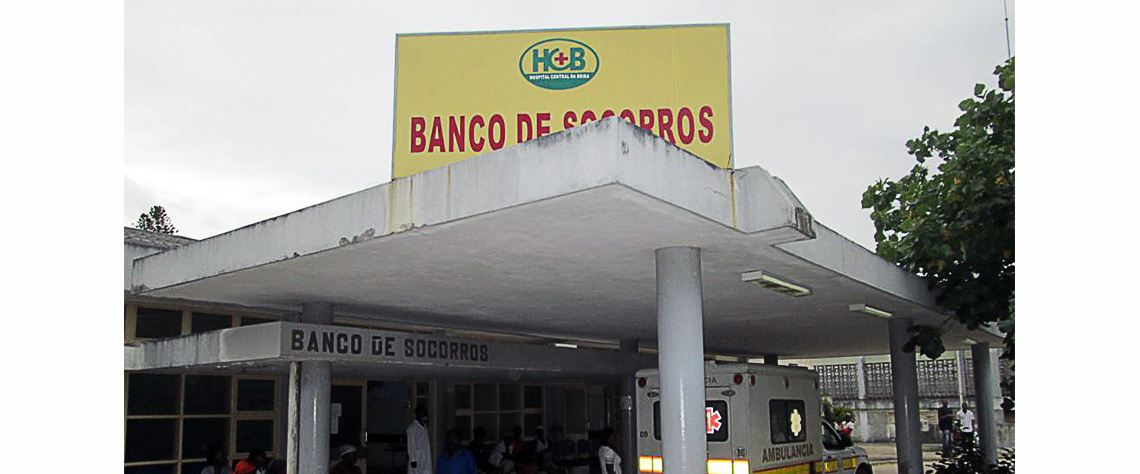 HCB
HOSPITAL CENTRAL DA BEIRA
BANCO DE SOCORROS
BANCO DE SOCORROS
AMBULANCIA